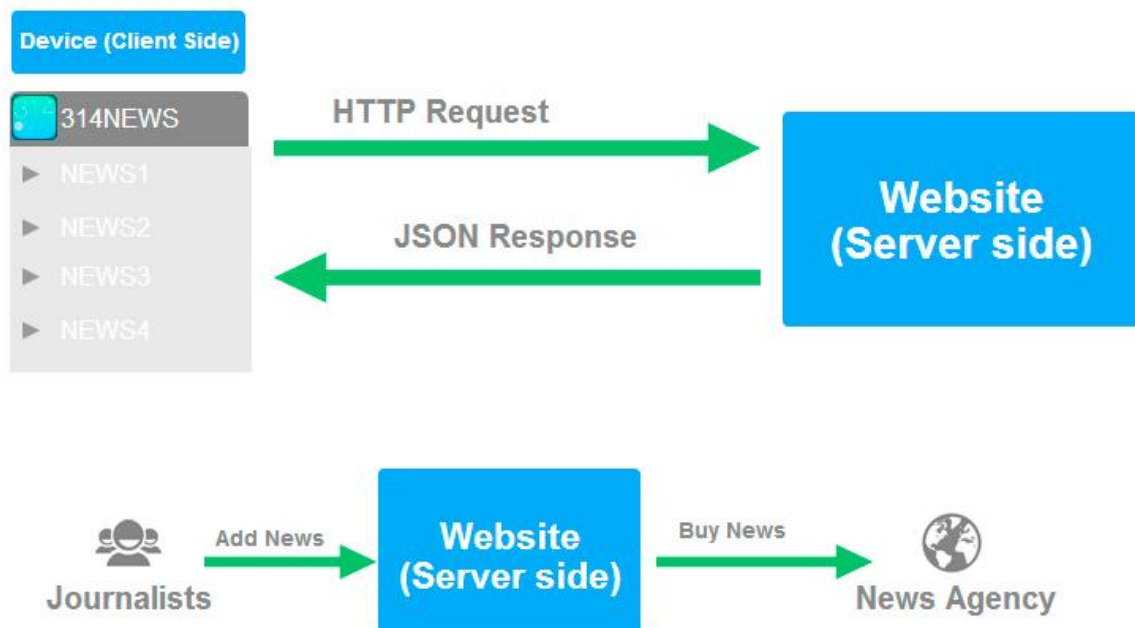 Device (Client Side)
314NEWS
NEWS1
NEWS2
NEWS3
NEWS4
HTTP Request
JSON Response
Website
(Server side)
Journalists
Add News
Website
(Server side)
Buy News
News Agency